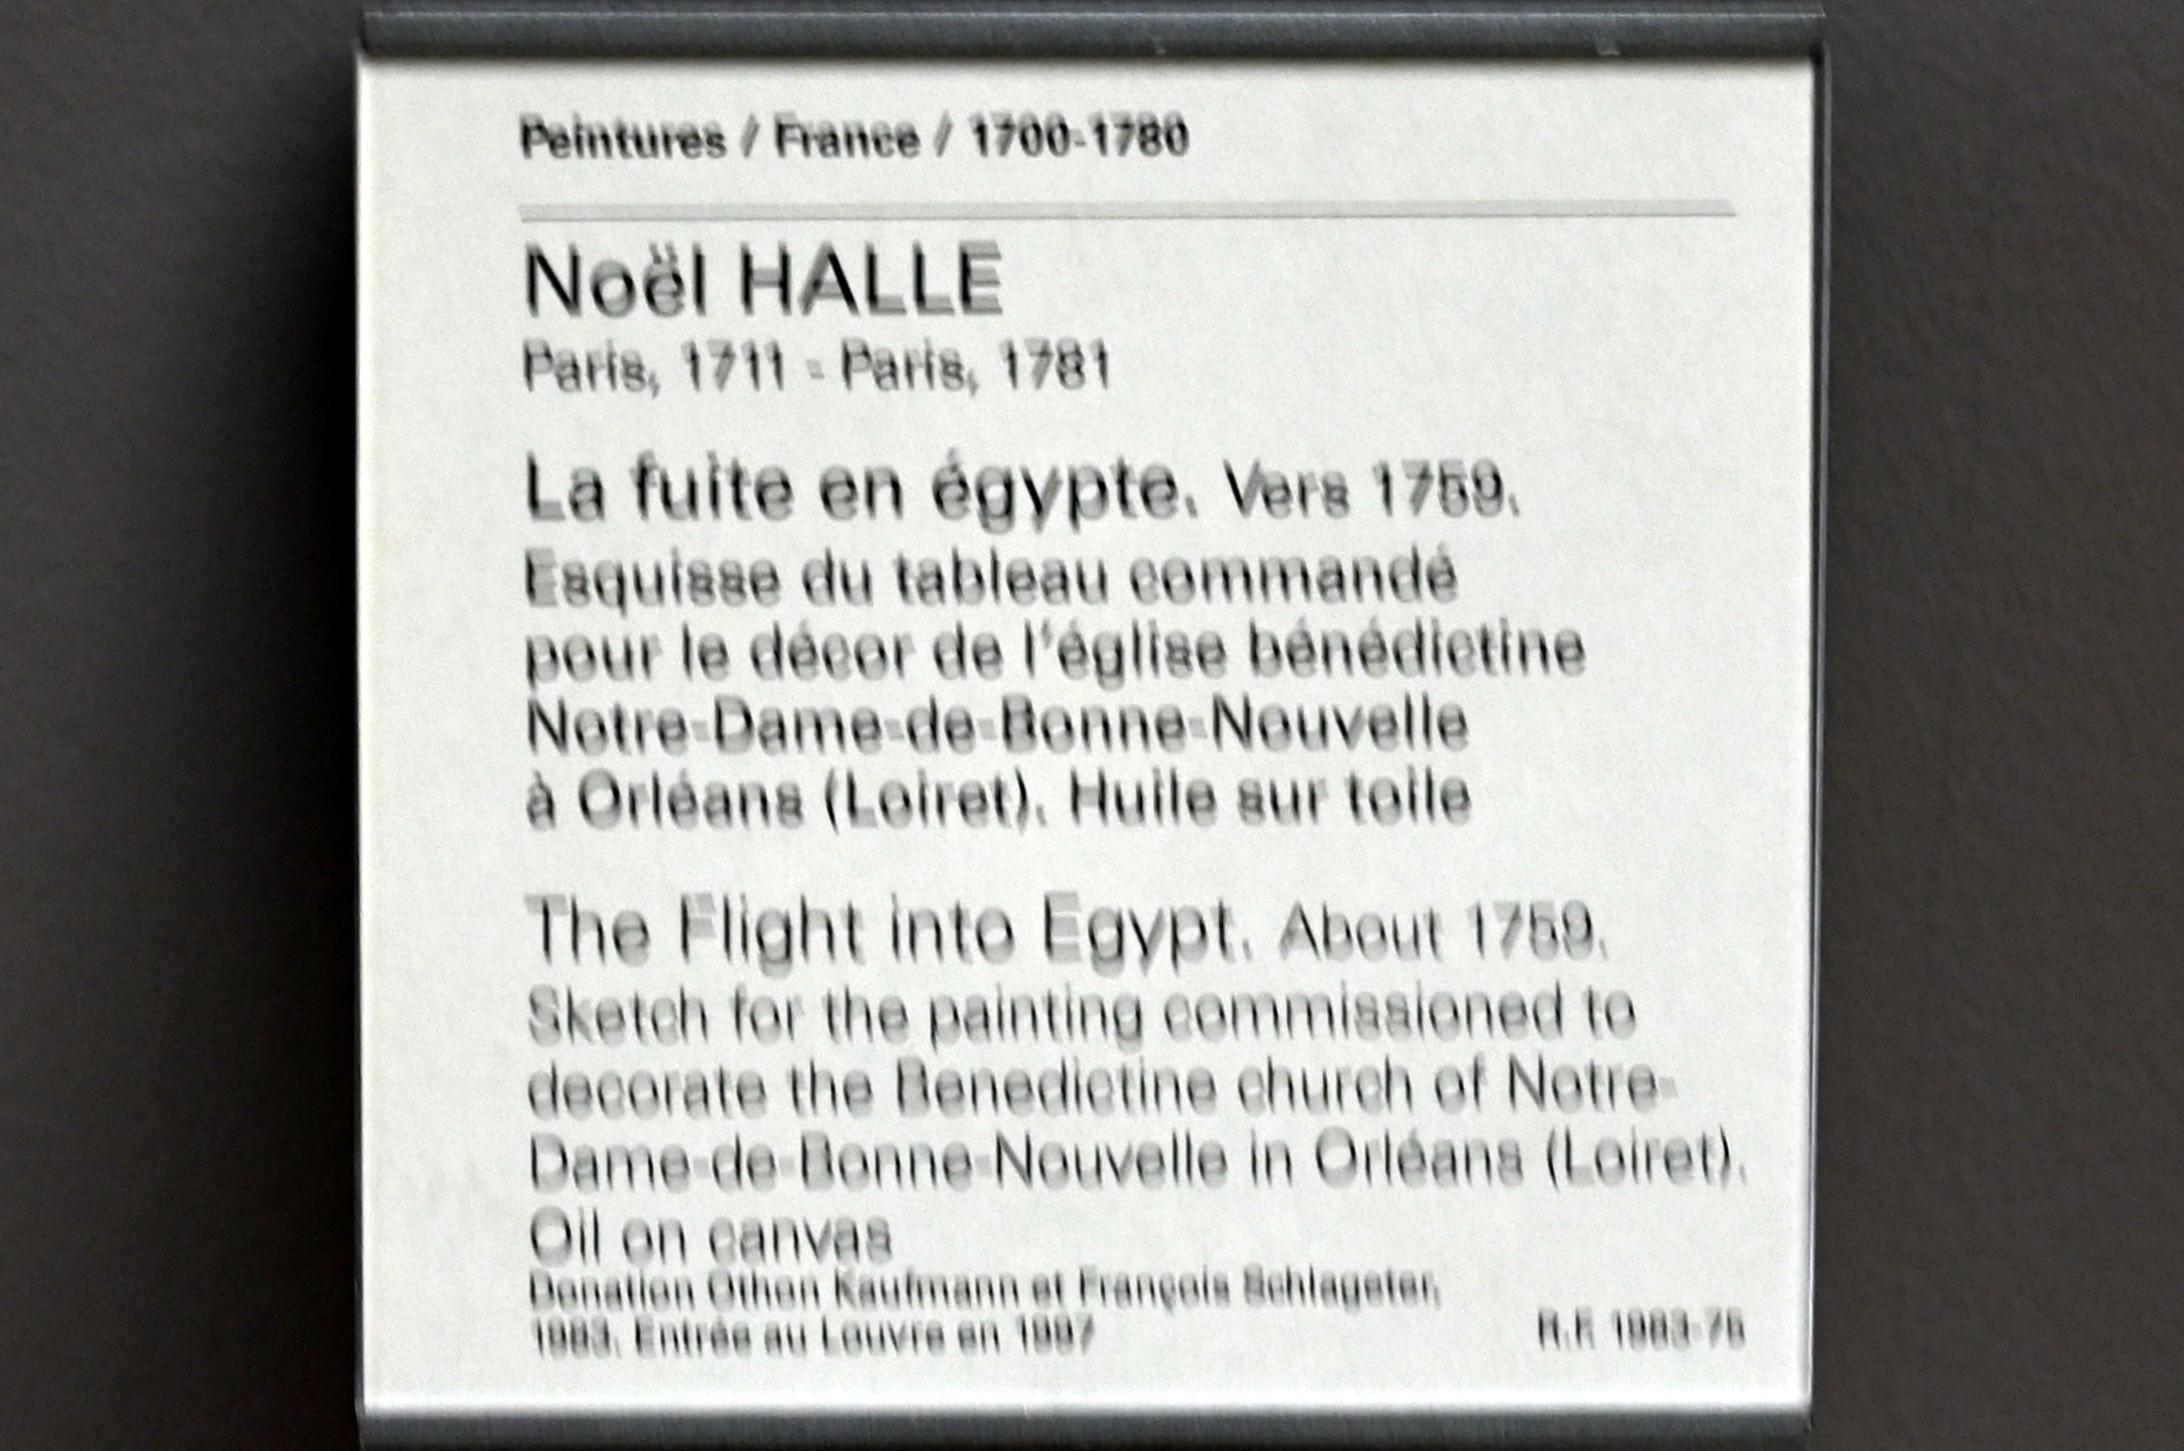 Peintures / France / 1700-1780
Noël HALLE
Paris, 1711 - Paris, 1781
La fuite en égypte. Vers 1759.
Esquisse du tableau commandé
pour le décor de l'église bénédictine
Notre-Dame-de-Bonne-Nouvelle
à Orléans (Loiret). Huile sur toile
The Flight into Egypt. About 1759.
Sketch for the painting commissioned to
decorate the Benedictine church of Notre-
Dame-de-Bonne-Nouvelle in Orléans (Loiret).
Oil on canvas
Donation Othon Kaufmann et François Schlageter,
1983. Entrée au Louvre en 1997
R.F. 1983-75